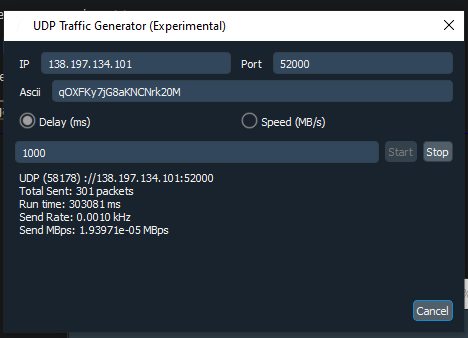 UDP Traffic Generator (Experimental)
IP 138.197.134.101 Port 52000
Ascii qOXFKy7jG8aKNCNrk20M
Delay (ms) Speed (MB/s)
1000 Start Stop
UDP (58178) ://138.197.134.101:52000
Total Sent: 301 packets
Run time: 303081 ms
Send Rate: 0.0010 kHz
Send MBps: 1.93971e-05 MBps
Cancel